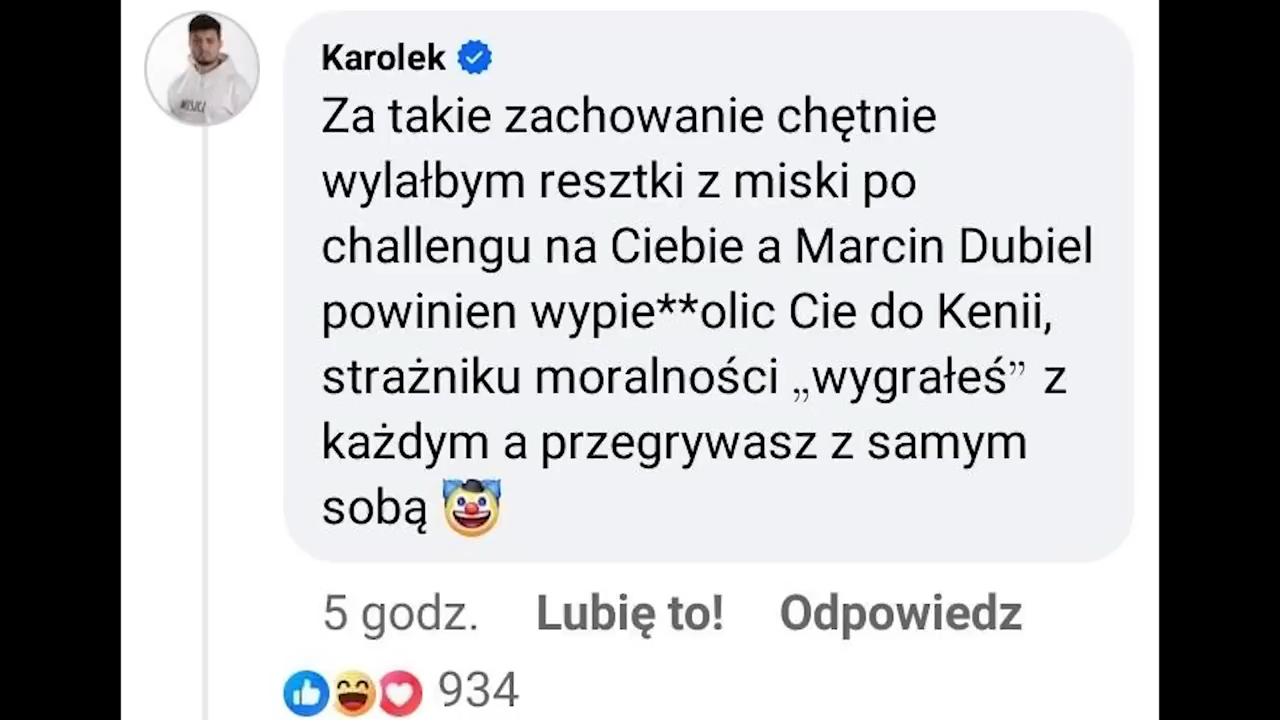 Karolek
Za takie zachowanie chętnie
wylałbym resztki z miski po
challengu na Ciebie a Marcin Dubiel
powinien wypie**olic Cie do Kenii,
strażniku moralności „wygrałeś” z
każdym a przegrywasz z samym
sobą 🤡
5 godz. Lubię to! Odpowiedz
934